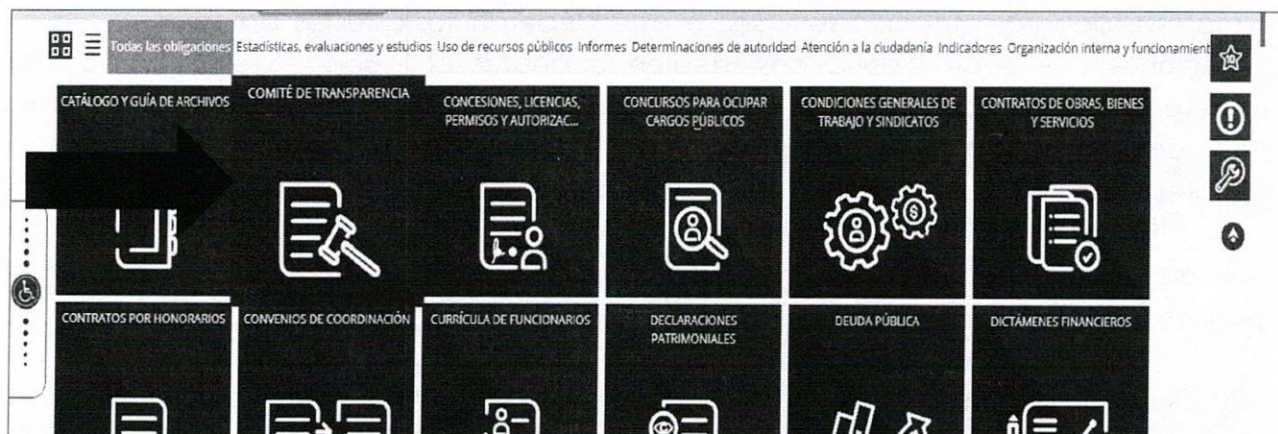 Todas las obligaciones Estadísticas, evaluaciones y estudios Uso de recursos públicos Informes Determinaciones de autoridad Atención a la ciudadanía Indicadores Organización interna y funcionamient
10
CATÁLOGO Y GUÍA DE ARCHIVOS
COMITÉ DE TRANSPARENCIA
CONCESIONES, LICENCIAS,
PERMISOS Y AUTORIZAC...
CONCURSOS PARA OCUPAR
CARGOS PÚBLICOS
CONDICIONES GENERALES DE
TRABAJO Y SINDICATOS
CONTRATOS DE OBRAS, BIENES
Y SERVICIOS
$
CONTRATOS POR HONORARIOS
CONVENIOS DE COORDINACIÓN
CURRÍCULA DE FUNCIONARIOS
DECLARACIONES
PATRIMONIALES
DEUDA PÚBLICA
DICTÁMENES FINANCIEROS